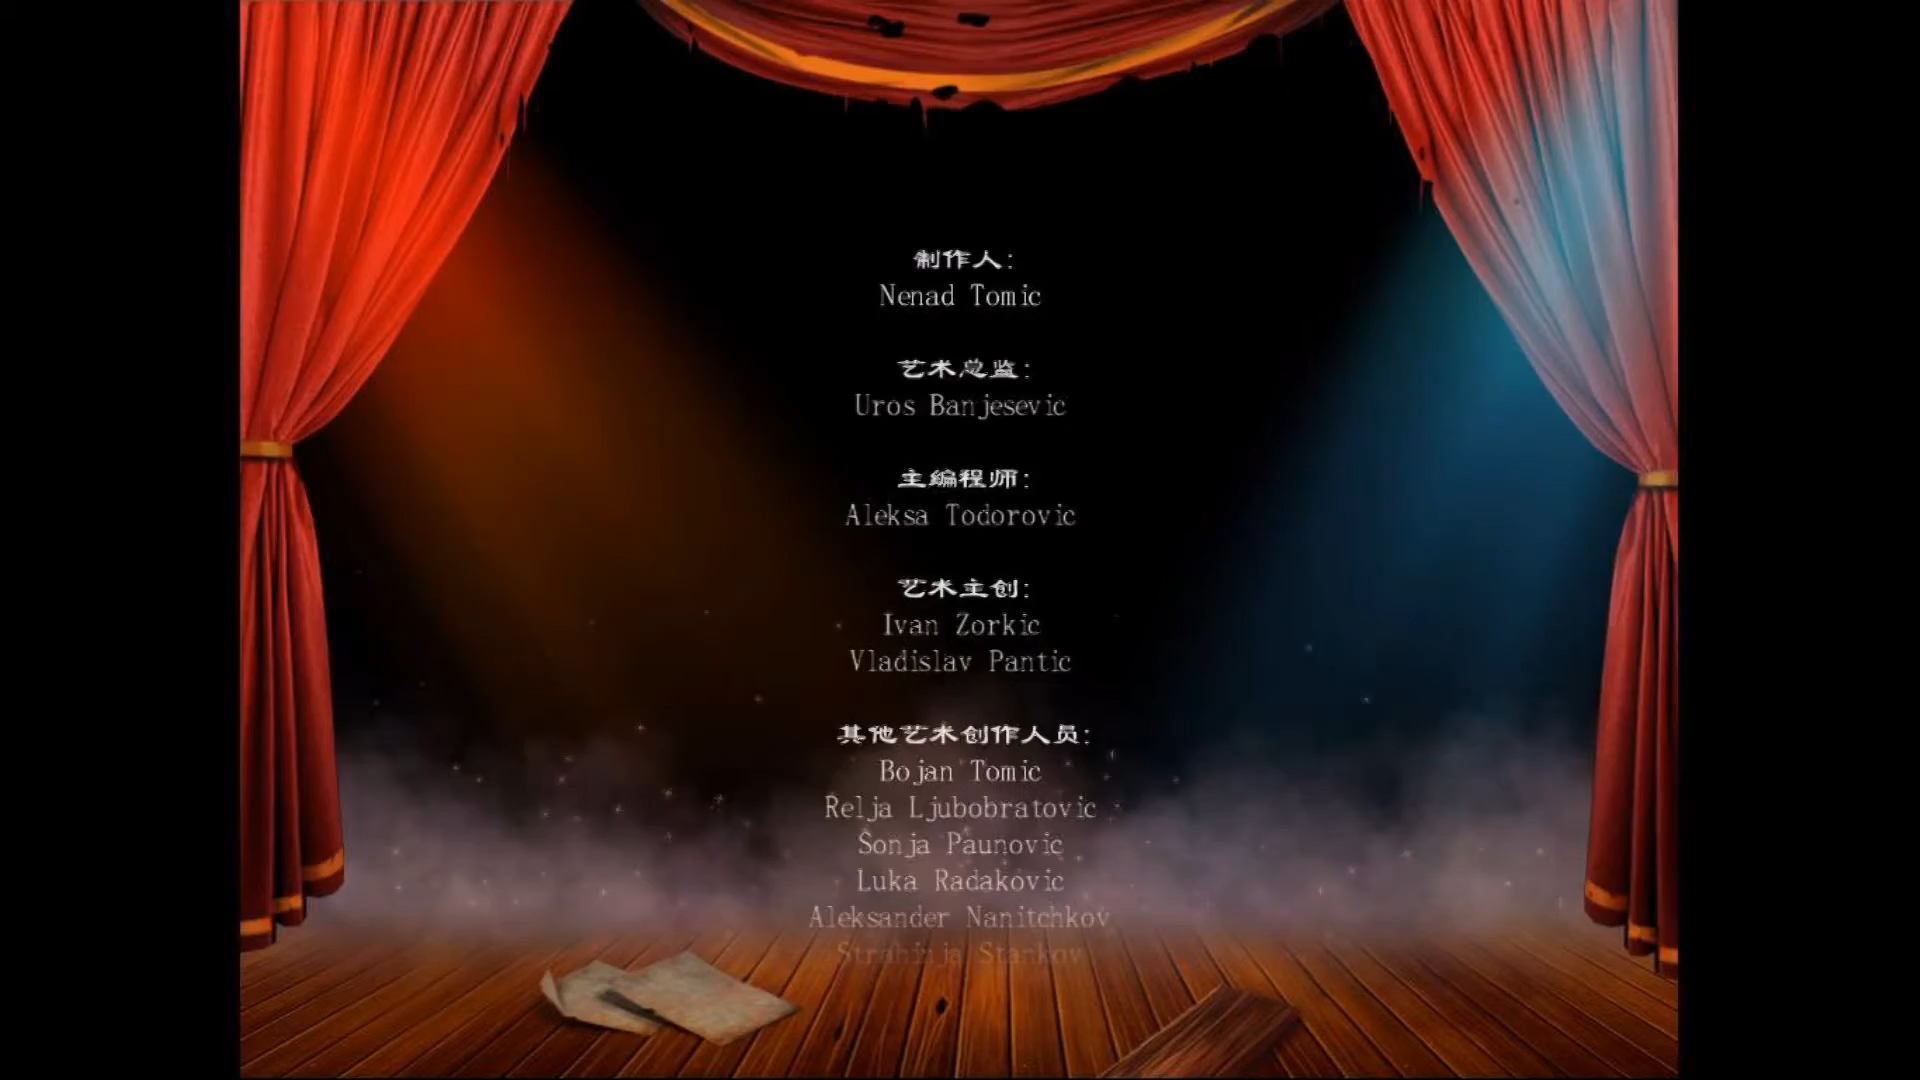 制作人:
Nenad Tomic
艺术总监:
Uros Banjesevic
主编程师:
Aleksa Todorovic
艺术主创:
Ivan Zorkic
Vladislav Pantic
其他艺术创作人员:
Bojan Tomic
Relja Ljubobratovic
Sonja Paunovic
Luka Radakovic
Aleksander Nanitchkov
Strahinja Stankov